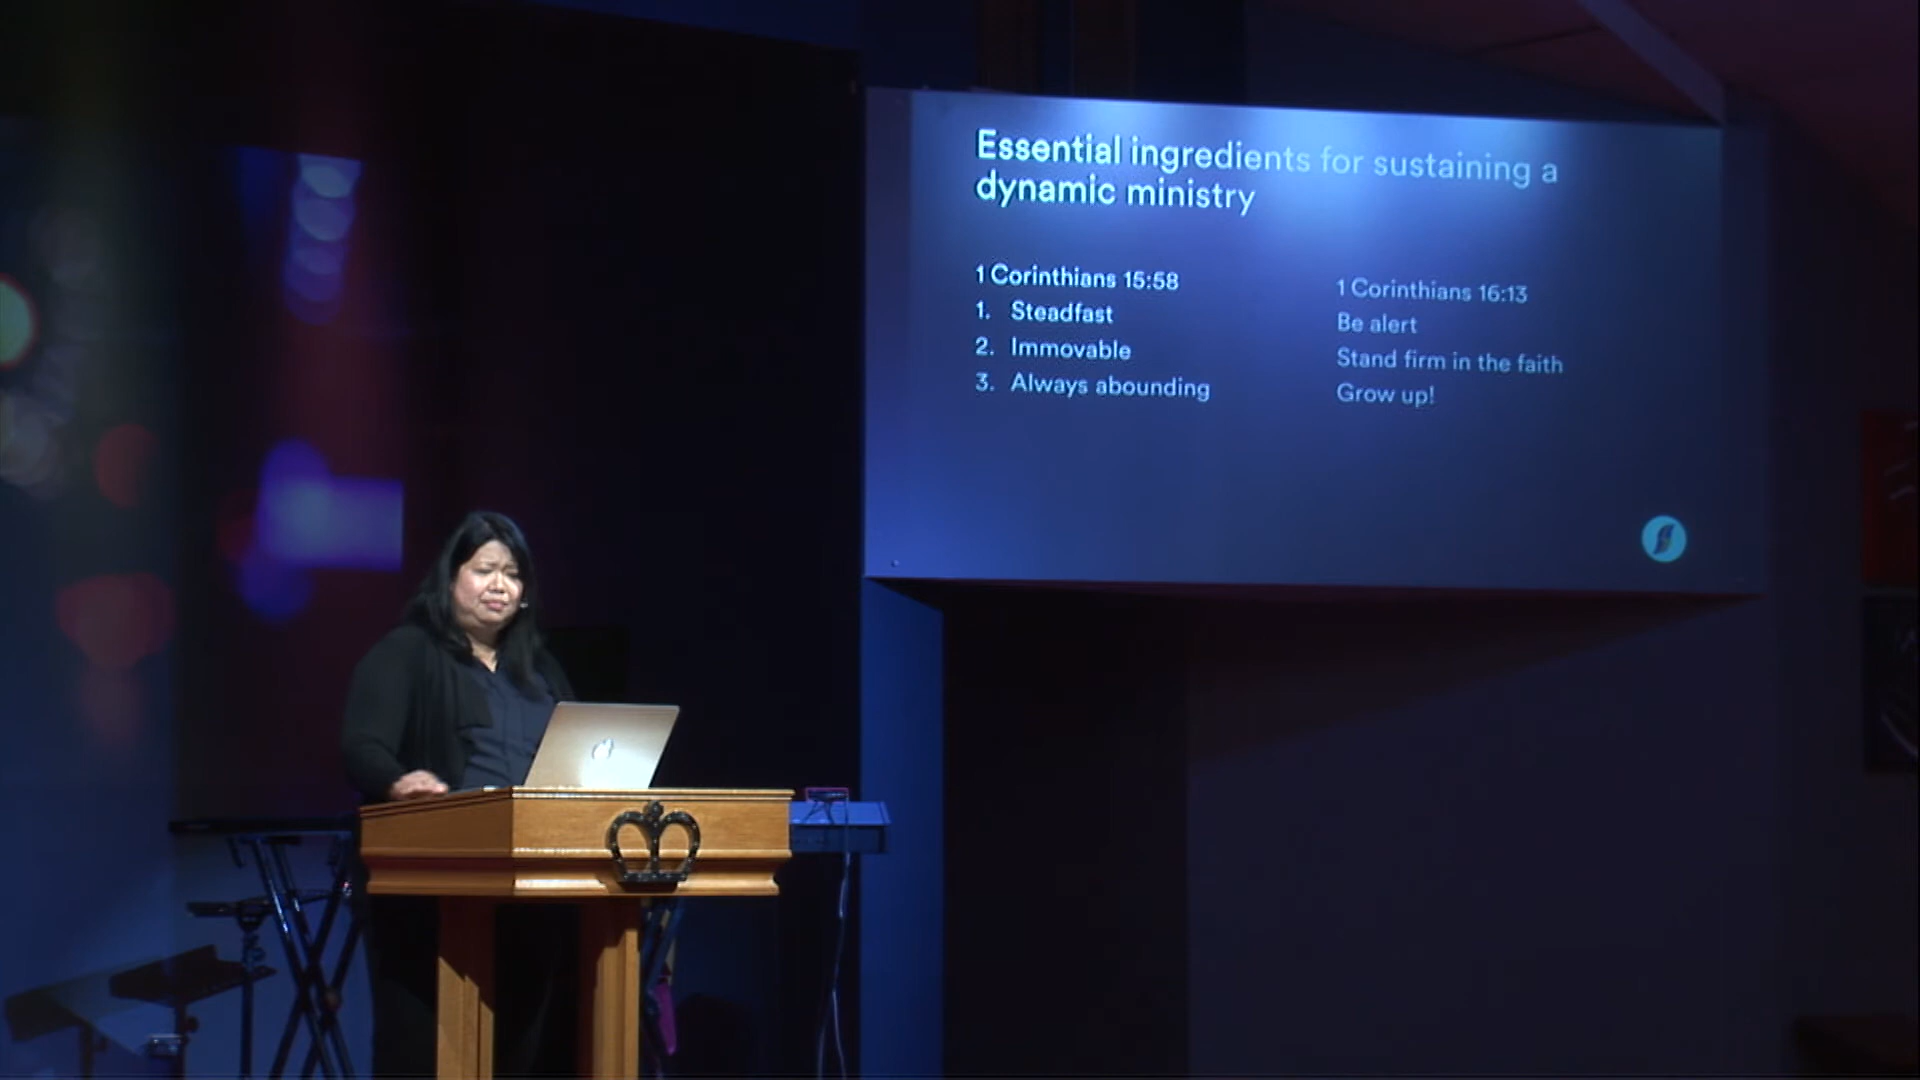 Essential ingredients for sustaining a
dynamic ministry
1 Corinthians 15:58
1. Steadfast
2. Immovable
3. Always abounding
1 Corinthians 16:13
Be alert
Stand firm in the faith
Grow up!